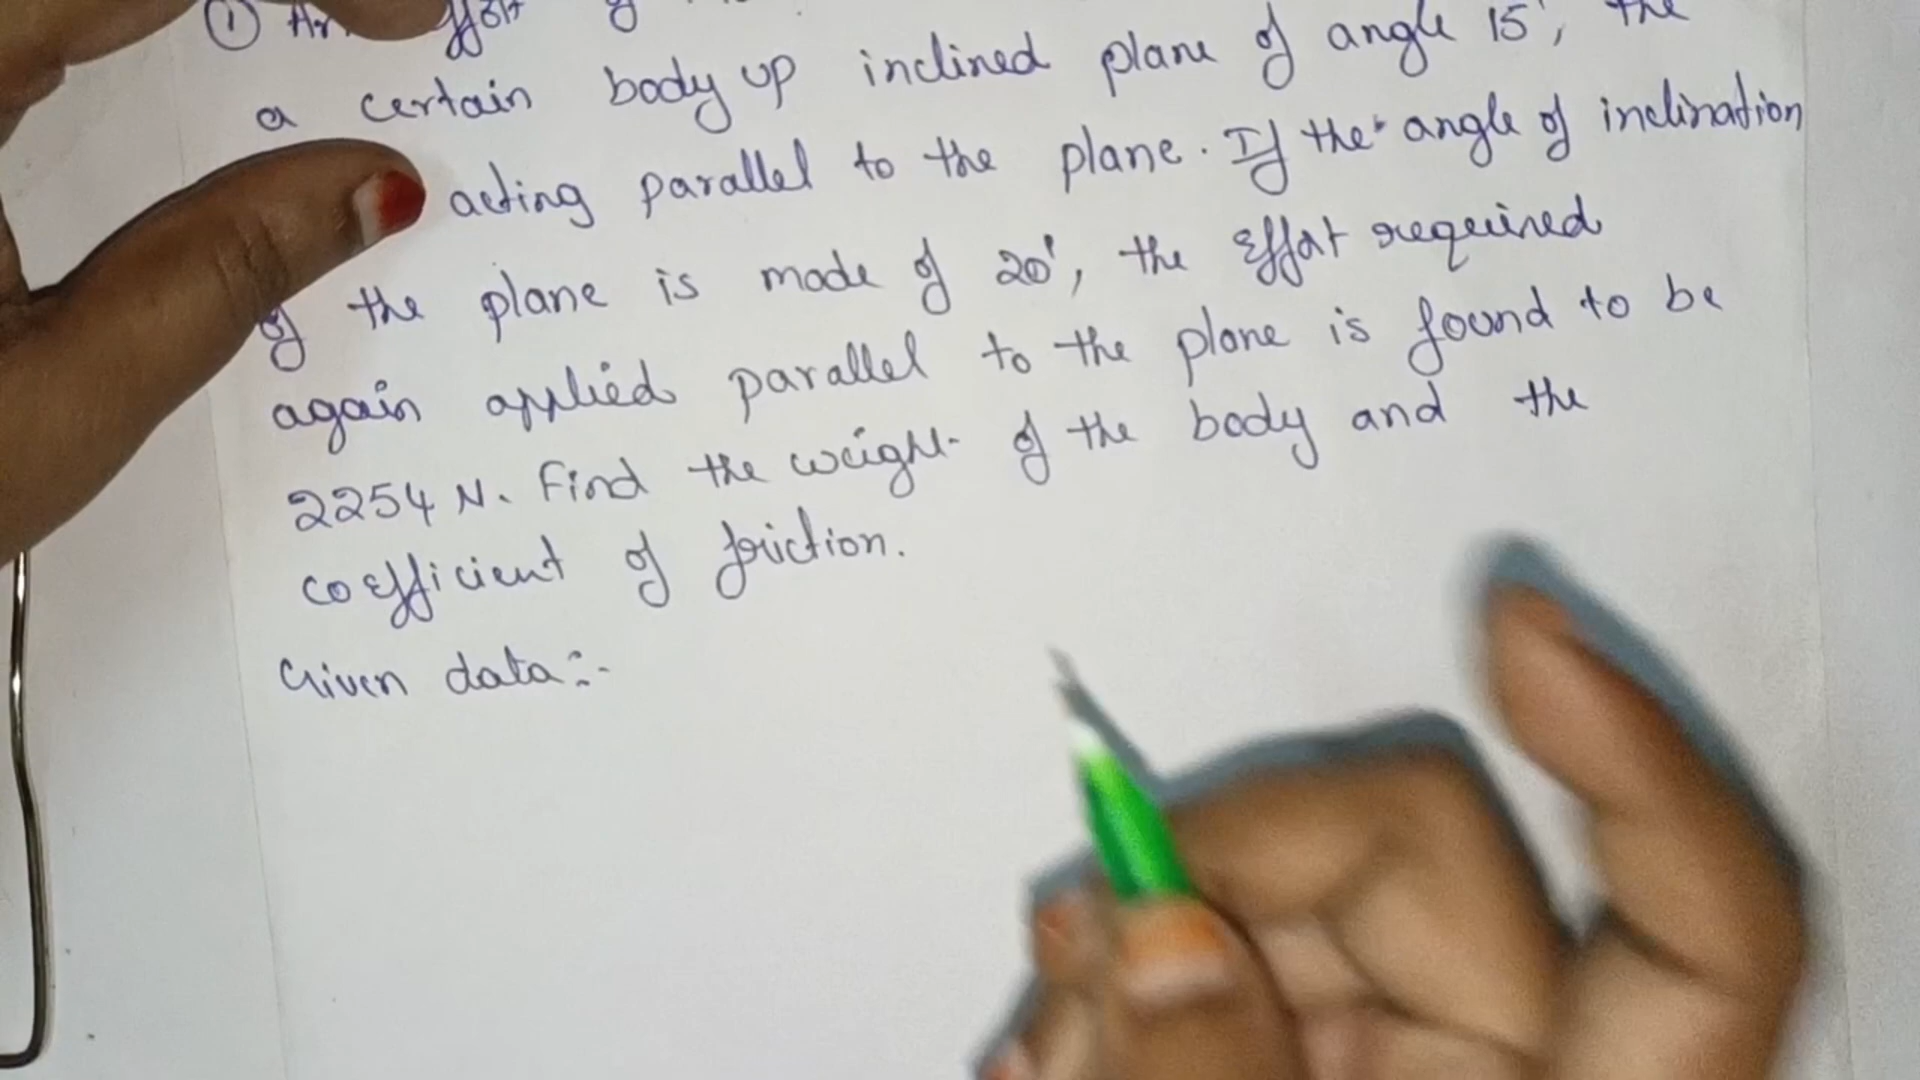 ①
a certain body up inclined plane of angle 15', the
acting parallel to the plane. If the angle of inclination
of the plane is made of 20', the Effort required
again applied parallel to the plane is found to be
2254 N. Find the weight of the body and the
coefficient of friction.
Given data:-